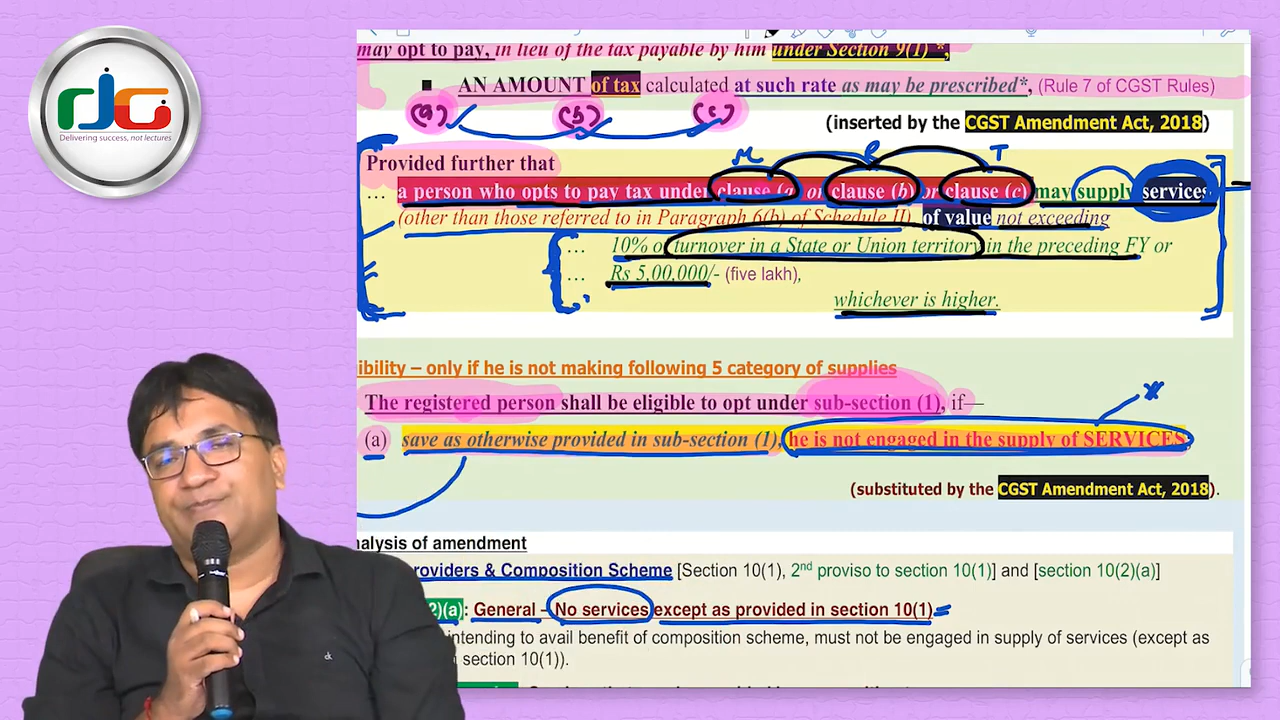 Delivering success, not lectures
may opt to pay, in lieu of the tax payable by him under Section 9(1) *,
■ AN AMOUNT of tax calculated at such rate as may be prescribed*, (Rule 7 of CGST Rules)
(a) (b) (c)
(inserted by the CGST Amendment Act, 2018)
M R T
Provided further that
… a person who opts to pay tax under clause (a) or clause (b) or clause (c) may supply services
(other than those referred to in Paragraph 6(b) of Schedule II), of value not exceeding
… 10% of turnover in a State or Union territory in the preceding FY or
… Rs 5,00,000/- (five lakh),
whichever is higher.
ibility – only if he is not making following 5 category of supplies
The registered person shall be eligible to opt under sub-section (1), if—
(a) save as otherwise provided in sub-section (1), he is not engaged in the supply of SERVICES
(substituted by the CGST Amendment Act, 2018).
nalysis of amendment
roviders & Composition Scheme [Section 10(1), 2nd proviso to section 10(1)] and [section 10(2)(a)]
2)(a): General – No services except as provided in section 10(1)
intending to avail benefit of composition scheme, must not be engaged in supply of services (except as
section 10(1)).